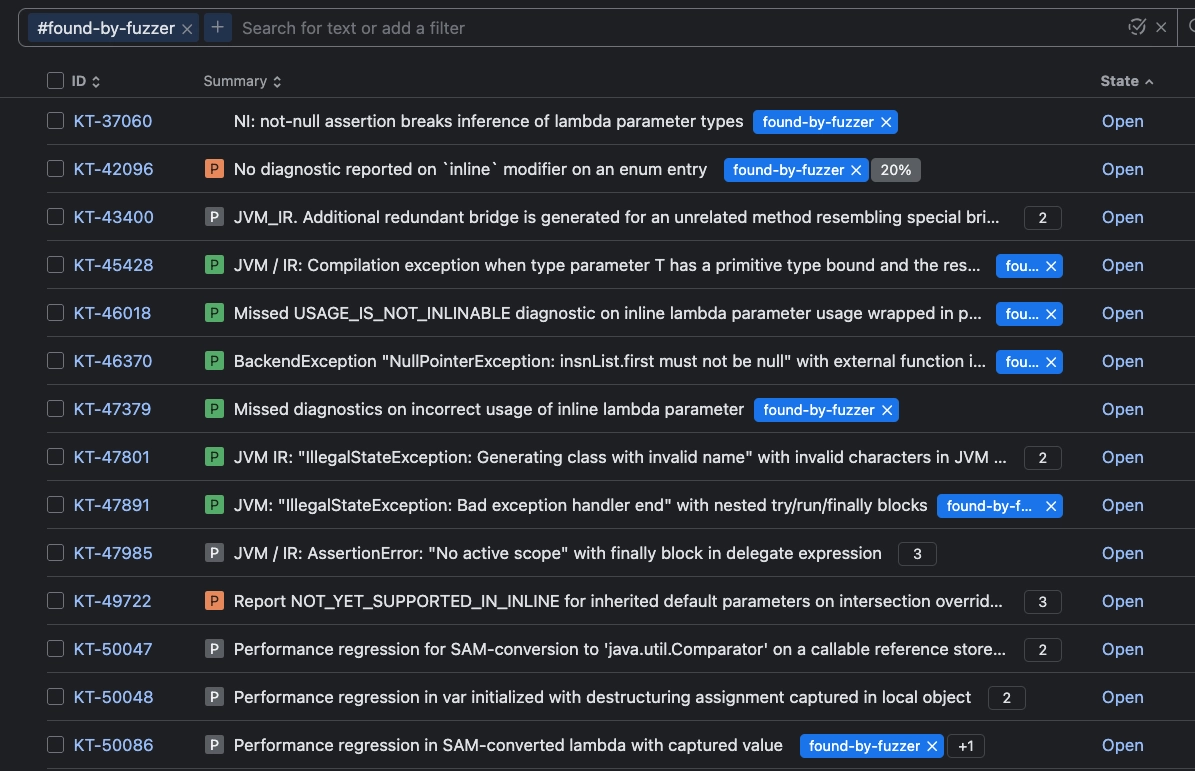 #found-by-fuzzer × + Search for text or add a filter
ID Summary State
KT-37060 NI: not-null assertion breaks inference of lambda parameter types found-by-fuzzer × Open
KT-42096 P No diagnostic reported on `inline` modifier on an enum entry found-by-fuzzer × 20% Open
KT-43400 P JVM_IR. Additional redundant bridge is generated for an unrelated method resembling special bri... 2 Open
KT-45428 P JVM / IR: Compilation exception when type parameter T has a primitive type bound and the res... fou... × Open
KT-46018 P Missed USAGE_IS_NOT_INLINABLE diagnostic on inline lambda parameter usage wrapped in p... fou... × Open
KT-46370 P BackendException "NullPointerException: insnList.first must not be null" with external function i... fou... × Open
KT-47379 P Missed diagnostics on incorrect usage of inline lambda parameter found-by-fuzzer × Open
KT-47801 P JVM IR: "IllegalStateException: Generating class with invalid name" with invalid characters in JVM ... 2 Open
KT-47891 P JVM: "IllegalStateException: Bad exception handler end" with nested try/run/finally blocks found-by-f... × Open
KT-47985 P JVM / IR: AssertionError: "No active scope" with finally block in delegate expression 3 Open
KT-49722 P Report NOT_YET_SUPPORTED_IN_INLINE for inherited default parameters on intersection overrid... 3 Open
KT-50047 P Performance regression for SAM-conversion to 'java.util.Comparator' on a callable reference store... 2 Open
KT-50048 P Performance regression in var initialized with destructuring assignment captured in local object 2 Open
KT-50086 P Performance regression in SAM-converted lambda with captured value found-by-fuzzer × +1 Open